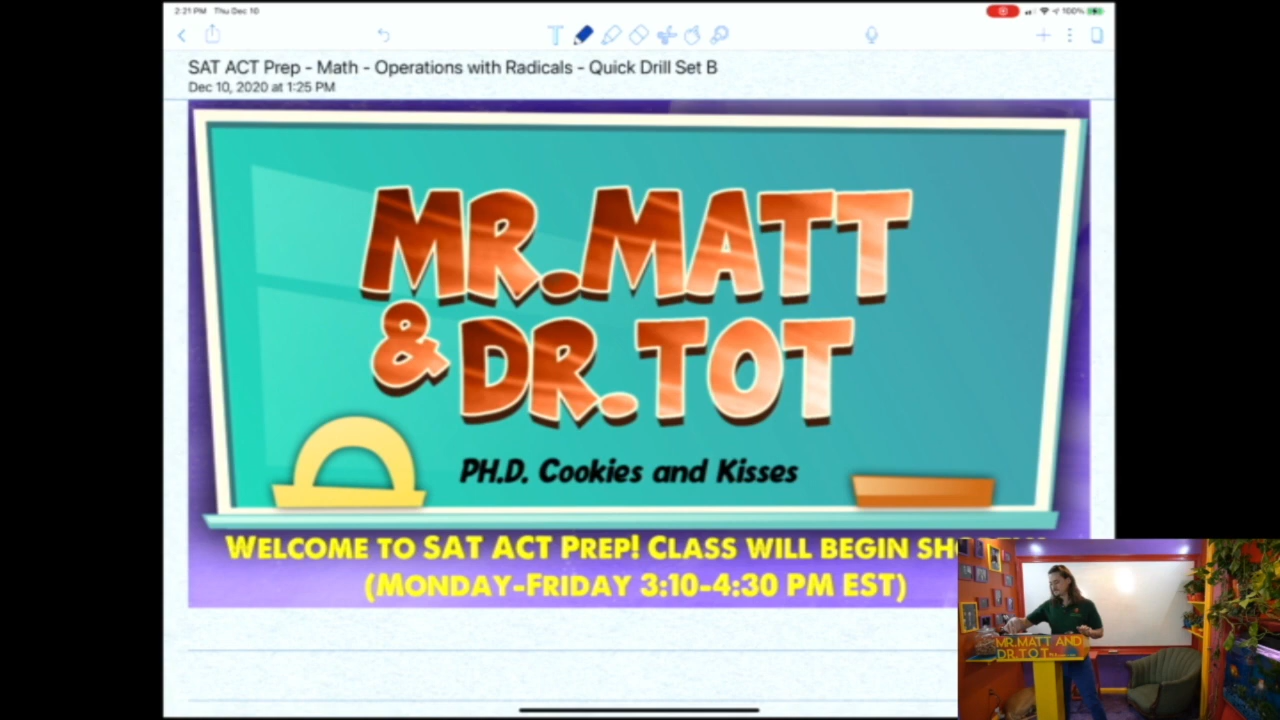 2:21 PM Thu Dec 10
100%
SAT ACT Prep - Math - Operations with Radicals - Quick Drill Set B
Dec 10, 2020 at 1:25 PM
MR.MATT
& DR.TOT
PH.D. Cookies and Kisses
WELCOME TO SAT ACT PREP! CLASS WILL BEGIN
(MONDAY-FRIDAY 3:10-4:30 PM EST)
MR.MATT AND
DR.TOT